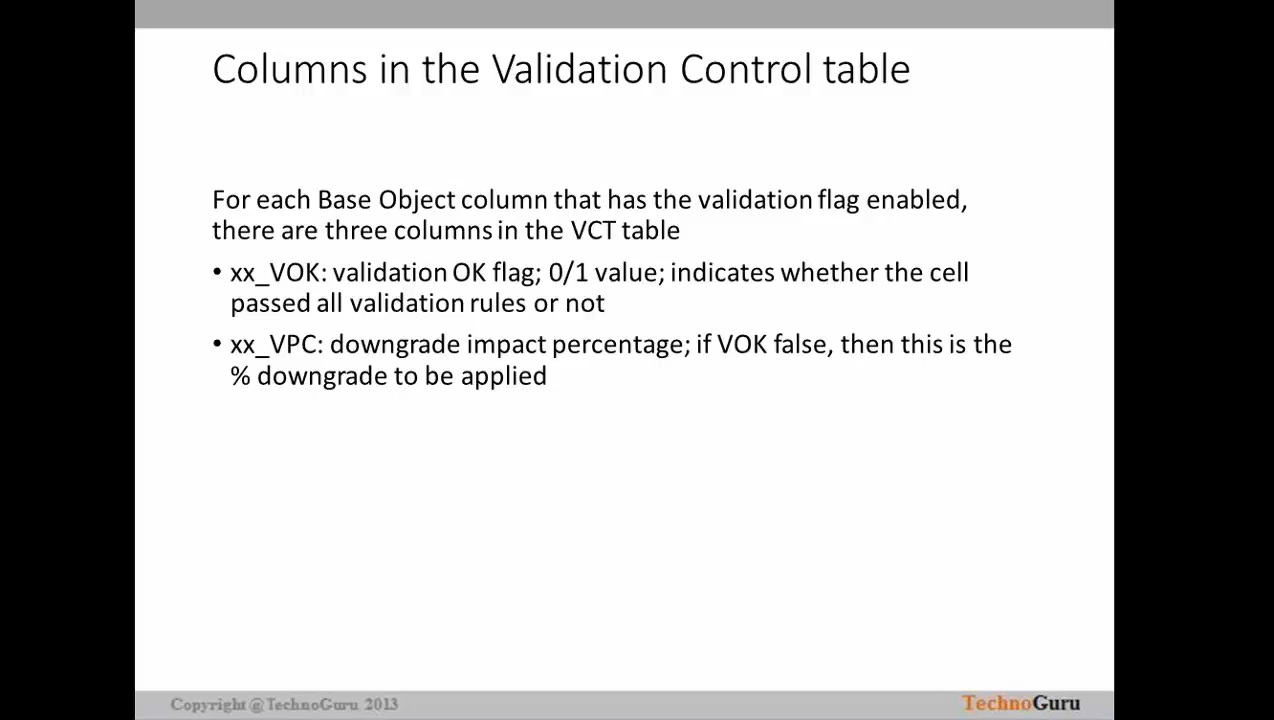 Columns in the Validation Control table
For each Base Object column that has the validation flag enabled,
there are three columns in the VCT table
• xx_VOK: validation OK flag; 0/1 value; indicates whether the cell
passed all validation rules or not
• xx_VPC: downgrade impact percentage; if VOK false, then this is the
% downgrade to be applied
Copyright @TechnoGuru 2013
TechnoGuru